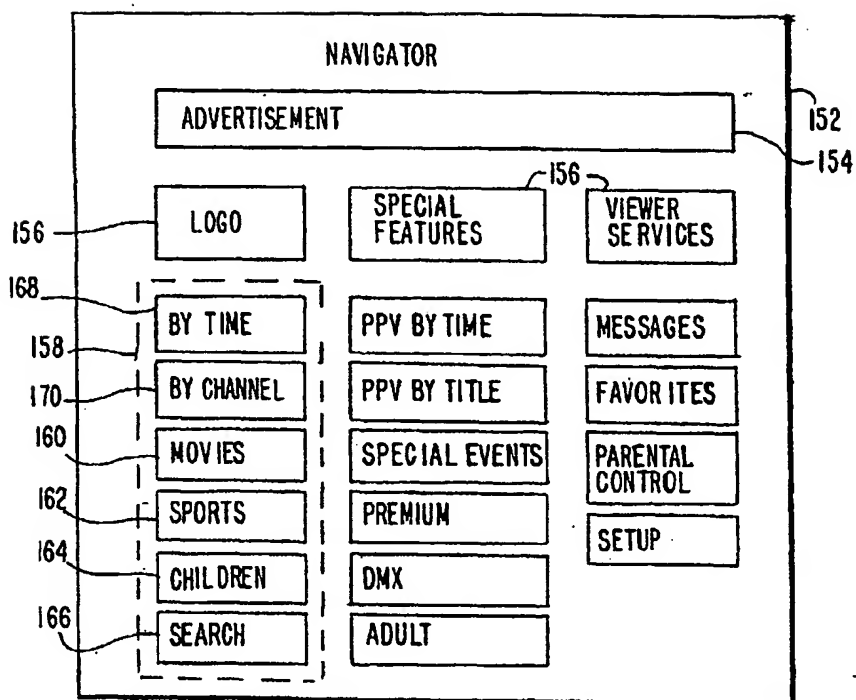 NAVIGATOR
ADVERTISEMENT
152
154
156
156
LOGO
SPECIAL
FEATURES
VIEWER
SERVICES
168
158
170
160
162
164
166
BY TIME
BY CHANNEL
MOVIES
SPORTS
CHILDREN
SEARCH
PPV BY TIME
PPV BY TITLE
SPECIAL EVENTS
PREMIUM
DMX
ADULT
MESSAGES
FAVORITES
PARENTAL
CONTROL
SETUP